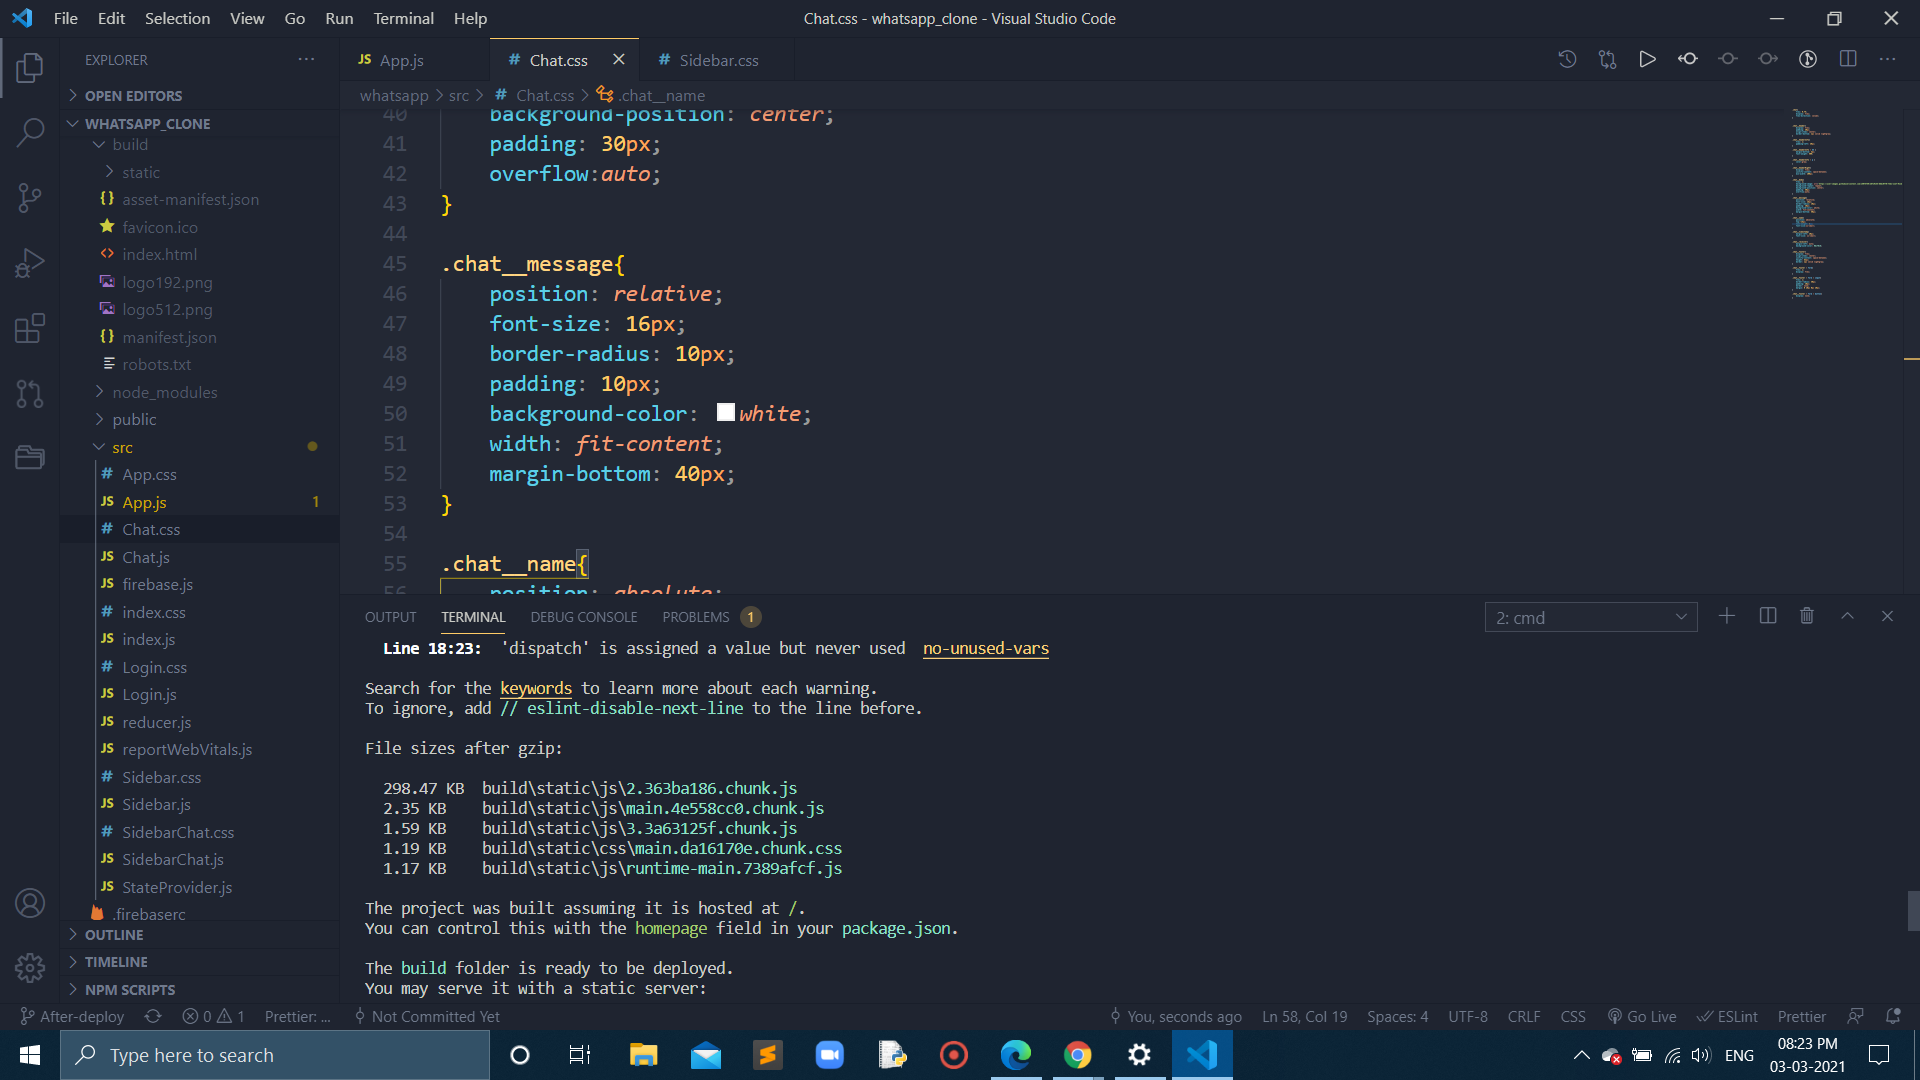 File Edit Selection View Go Run Terminal Help
Chat.css - whatsapp_clone - Visual Studio Code
EXPLORER
OPEN EDITORS
WHATSAPP_CLONE
build
static
{} asset-manifest.json
favicon.ico
<> index.html
logo192.png
logo512.png
{} manifest.json
robots.txt
node_modules
public
src
# App.css
JS App.js 1
# Chat.css
JS Chat.js
JS firebase.js
# index.css
JS index.js
# Login.css
JS Login.js
JS reducer.js
JS reportWebVitals.js
# Sidebar.css
JS Sidebar.js
# SidebarChat.css
JS SidebarChat.js
JS StateProvider.js
.firebaserc
OUTLINE
TIMELINE
NPM SCRIPTS
JS App.js
# Chat.css
# Sidebar.css
whatsapp > src > # Chat.css > .chat__name
40 background-position: center;
41 padding: 30px;
42 overflow:auto;
43 }
44
45 .chat__message{
46 position: relative;
47 font-size: 16px;
48 border-radius: 10px;
49 padding: 10px;
50 background-color: white;
51 width: fit-content;
52 margin-bottom: 40px;
53 }
54
55 .chat__name{
56 position: absolute;
OUTPUT TERMINAL DEBUG CONSOLE PROBLEMS 1
2: cmd
Line 18:23: 'dispatch' is assigned a value but never used no-unused-vars
Search for the keywords to learn more about each warning.
To ignore, add // eslint-disable-next-line to the line before.
File sizes after gzip:
298.47 KB build\static\js\2.363ba186.chunk.js
2.35 KB build\static\js\main.4e558cc0.chunk.js
1.59 KB build\static\js\3.3a63125f.chunk.js
1.19 KB build\static\css\main.da16170e.chunk.css
1.17 KB build\static\js\runtime-main.7389afcf.js
The project was built assuming it is hosted at /.
You can control this with the homepage field in your package.json.
The build folder is ready to be deployed.
You may serve it with a static server:
After-deploy 0 1 Prettier: ... Not Committed Yet
You, seconds ago Ln 58, Col 19 Spaces: 4 UTF-8 CRLF CSS Go Live ESLint Prettier
Type here to search
ENG
08:23 PM
03-03-2021